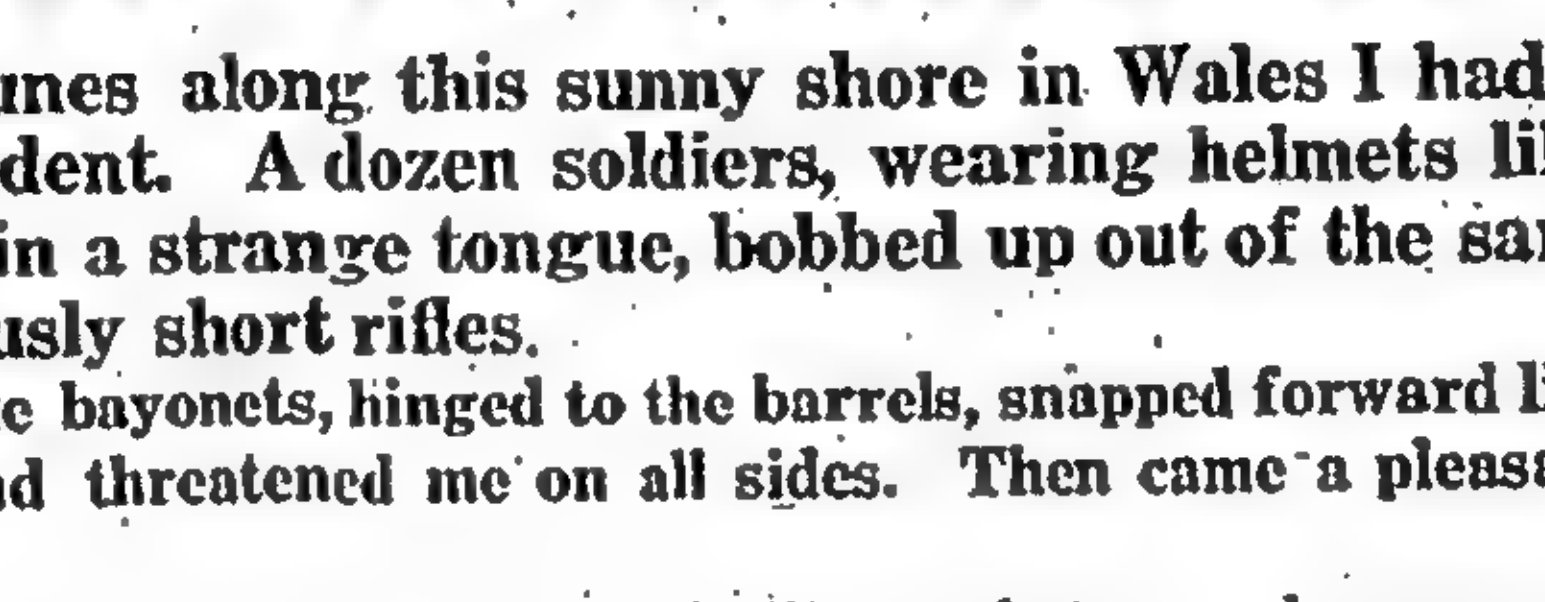 unes along this sunny shore in Wales I had
dent. A dozen soldiers, wearing helmets li
in a strange tongue, bobbed up out of the sa
usly short rifles.
e bayonets, hinged to the barrels, snapped forward li
d threatened me on all sides. Then came a pleas